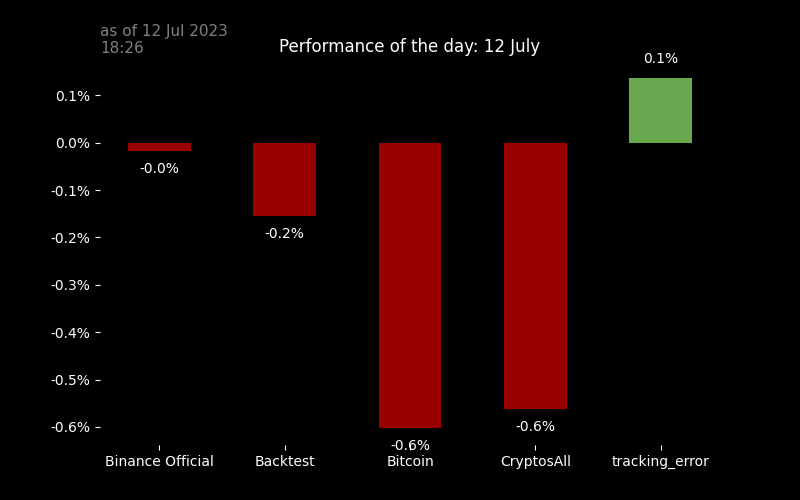 as of 12 Jul 2023
18:26
Performance of the day: 12 July
0.1%
0.1%
0.0%
-0.0%
-0.1%
-0.2%
-0.2%
-0.3%
-0.4%
-0.5%
-0.6%
-0.6%
-0.6%
Binance Official
Backtest
Bitcoin
CryptosAll
tracking_error